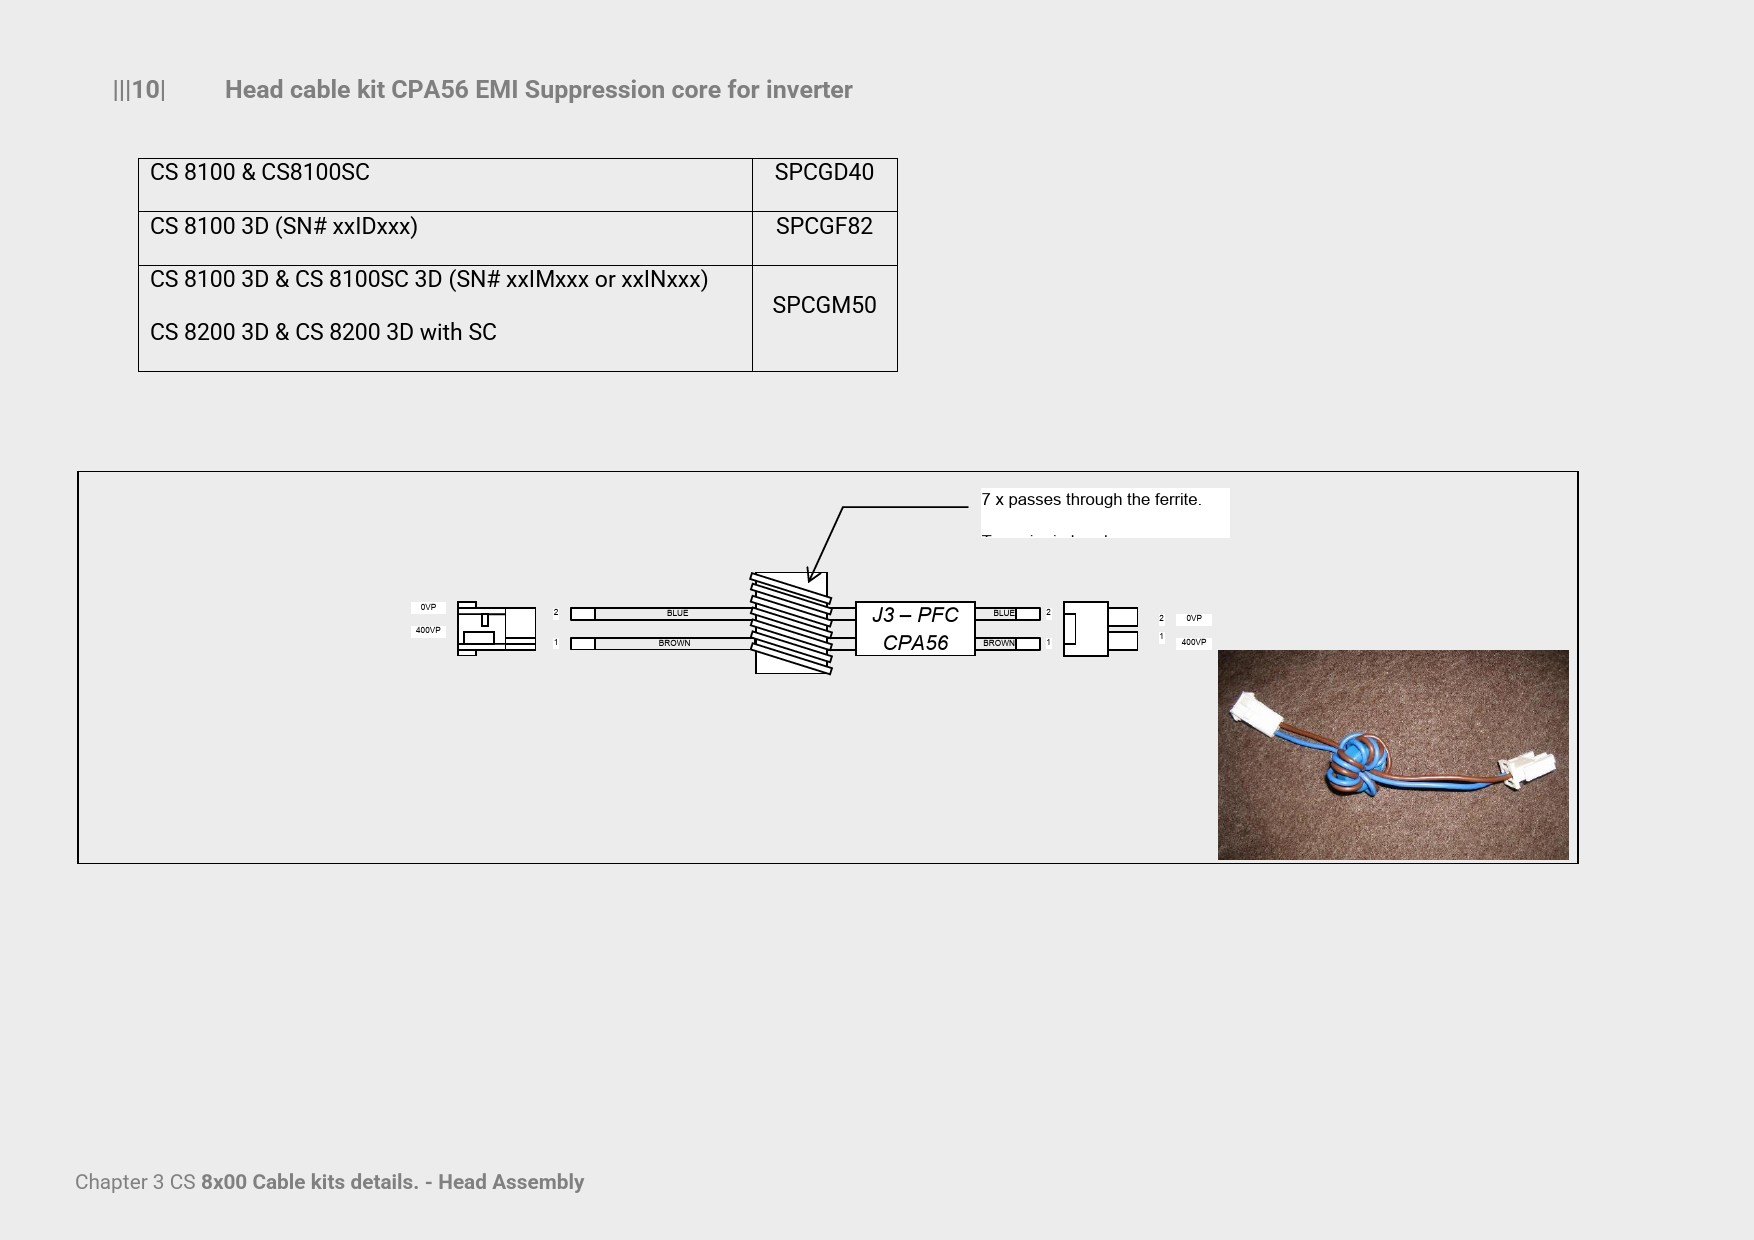 |||10| Head cable kit CPA56 EMI Suppression core for inverter
CS 8100 & CS8100SC SPCGD40
CS 8100 3D (SN# xxIDxxx) SPCGF82
CS 8100 3D & CS 8100SC 3D (SN# xxIMxxx or xxINxxx)
SPCGM50
CS 8200 3D & CS 8200 3D with SC
7 x passes through the ferrite.
0VP 2 BLUE J3 – PFC BLUE 2 2 0VP
400VP 1 BROWN CPA56 BROWN 1 1 400VP
Chapter 3 CS 8x00 Cable kits details. - Head Assembly